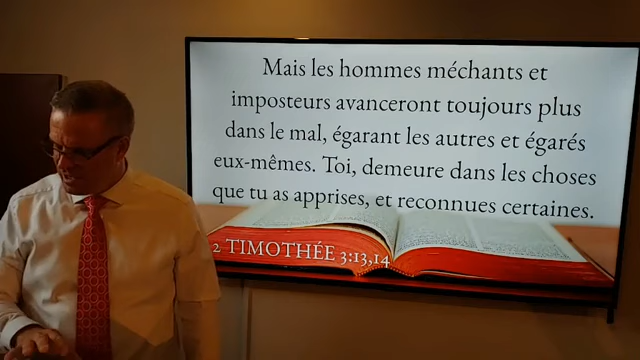 Mais les hommes méchants et
imposteurs avanceront toujours plus
dans le mal, égarant les autres et égarés
eux-mêmes. Toi, demeure dans les choses
que tu as apprises, et reconnues certaines.
2 TIMOTHÉE 3:13,14